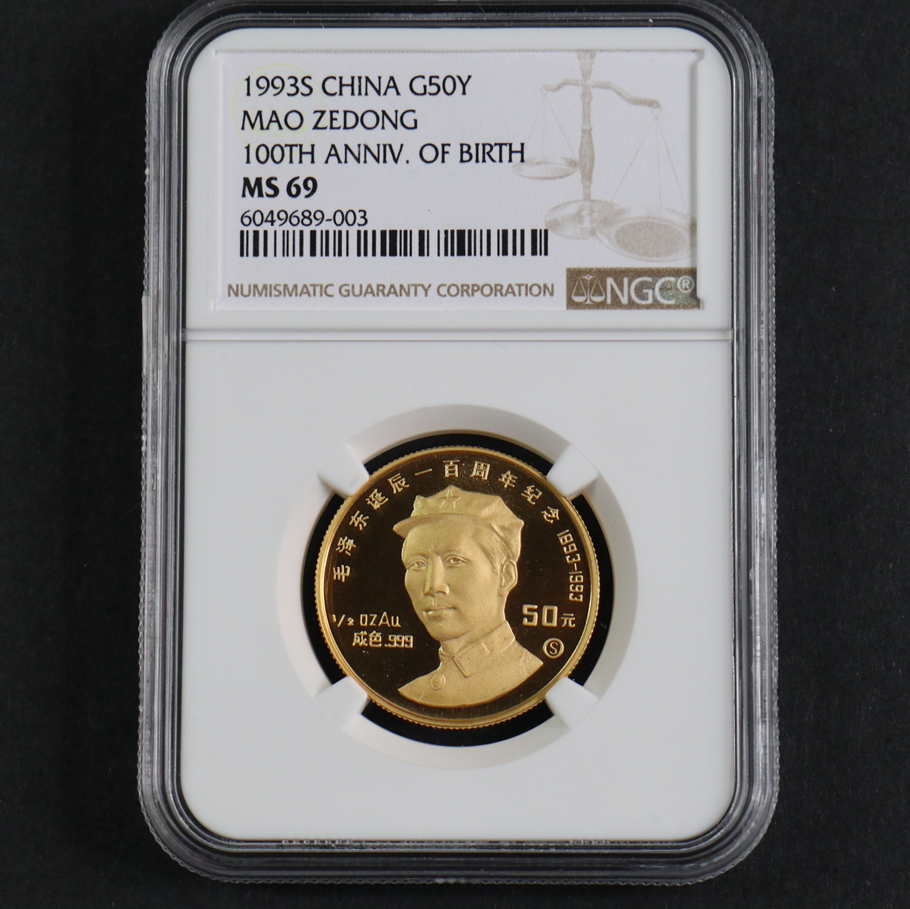 1993S CHINA G50Y
MAO ZEDONG
100TH ANNIV. OF BIRTH
MS 69
6049689-003
NUMISMATIC GUARANTY CORPORATION
NGC®
毛泽东诞辰一百周年纪念 1893-1993
1/2 OZAu
成色.999
50元
S